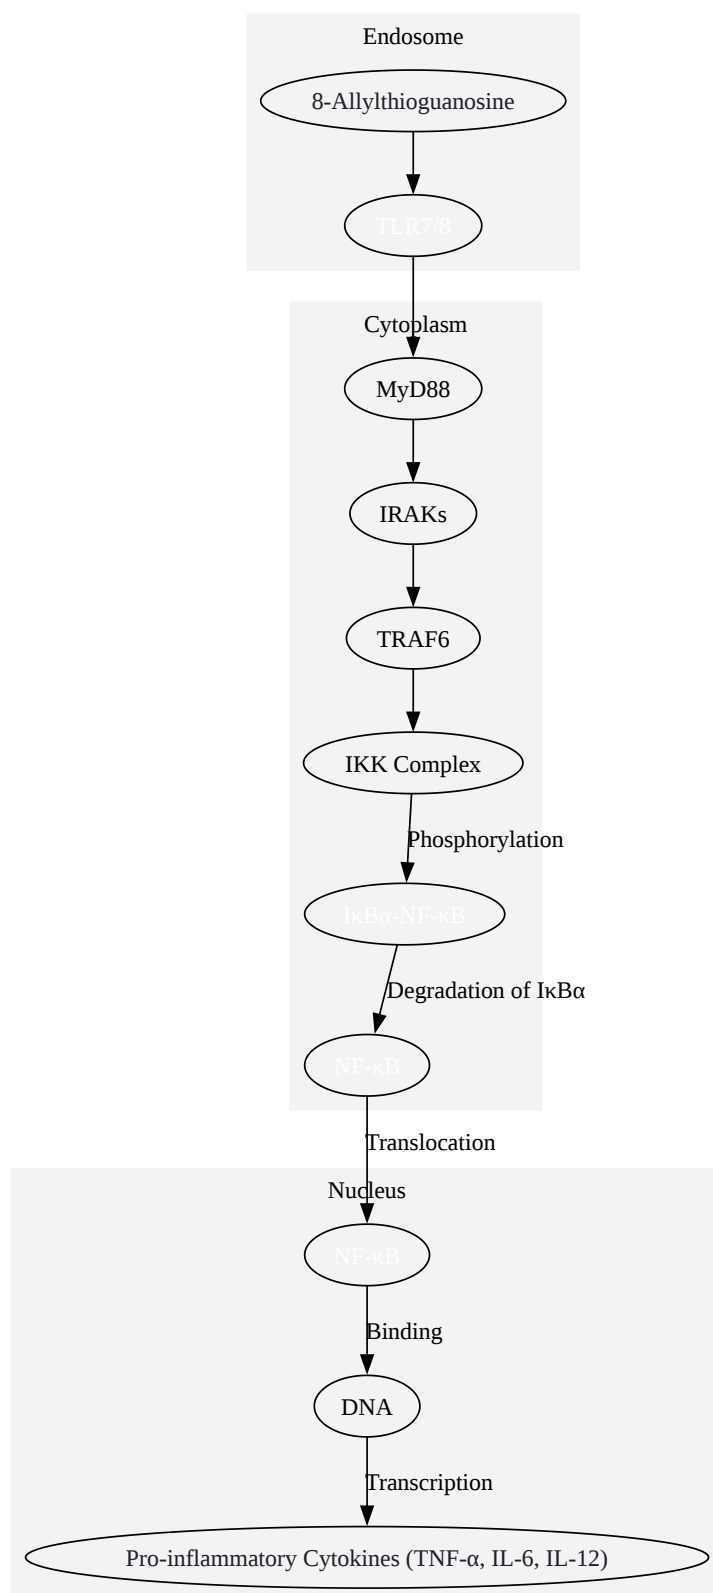 Endosome
8-Allylthioguanosine
TLR7/8
Cytoplasm
MyD88
IRAKs
TRAF6
IKK Complex
Phosphorylation
IκBα-NF-κB
Degradation of IκBα
NF-κB
Translocation
Nucleus
NF-κB
Binding
DNA
Transcription
Pro-inflammatory Cytokines (TNF-α, IL-6, IL-12)